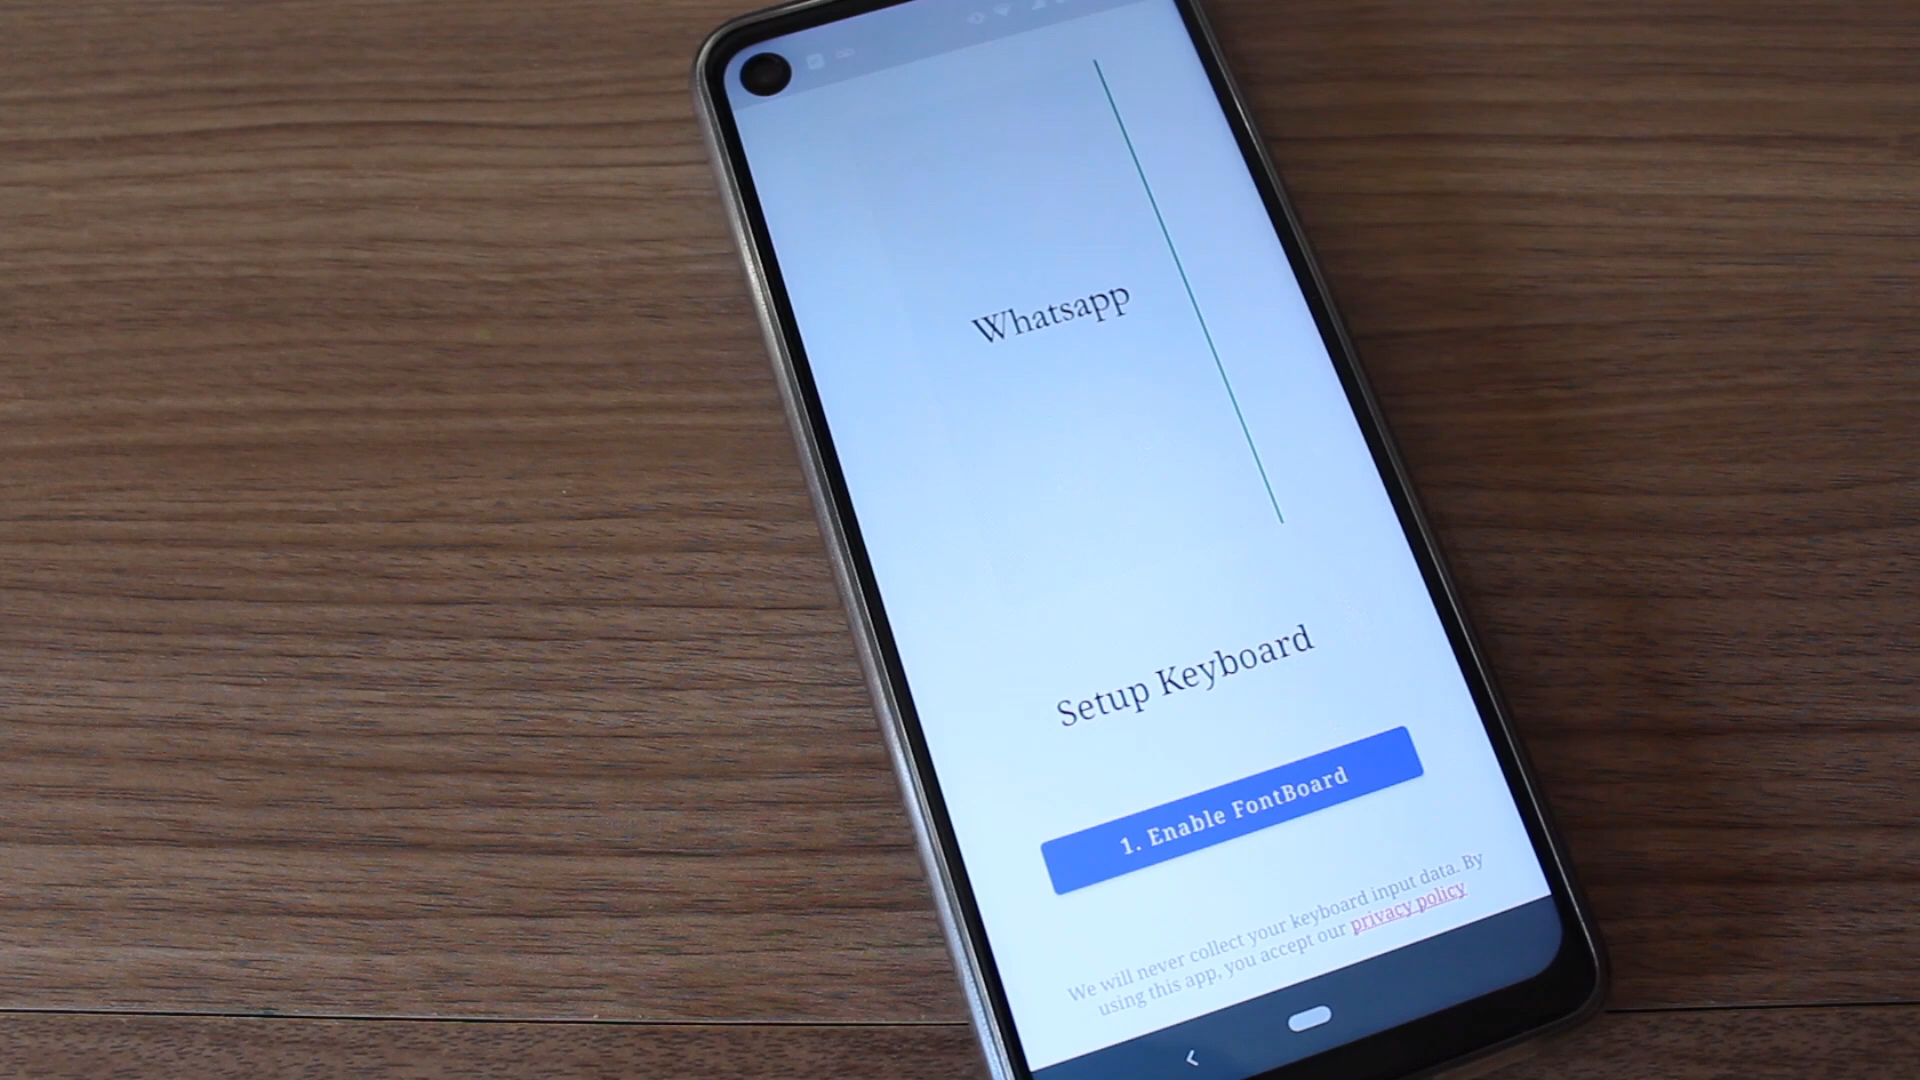 Whatsapp
Setup Keyboard
1. Enable FontBoard
We will never collect your keyboard input data. By
using this app, you accept our privacy policy